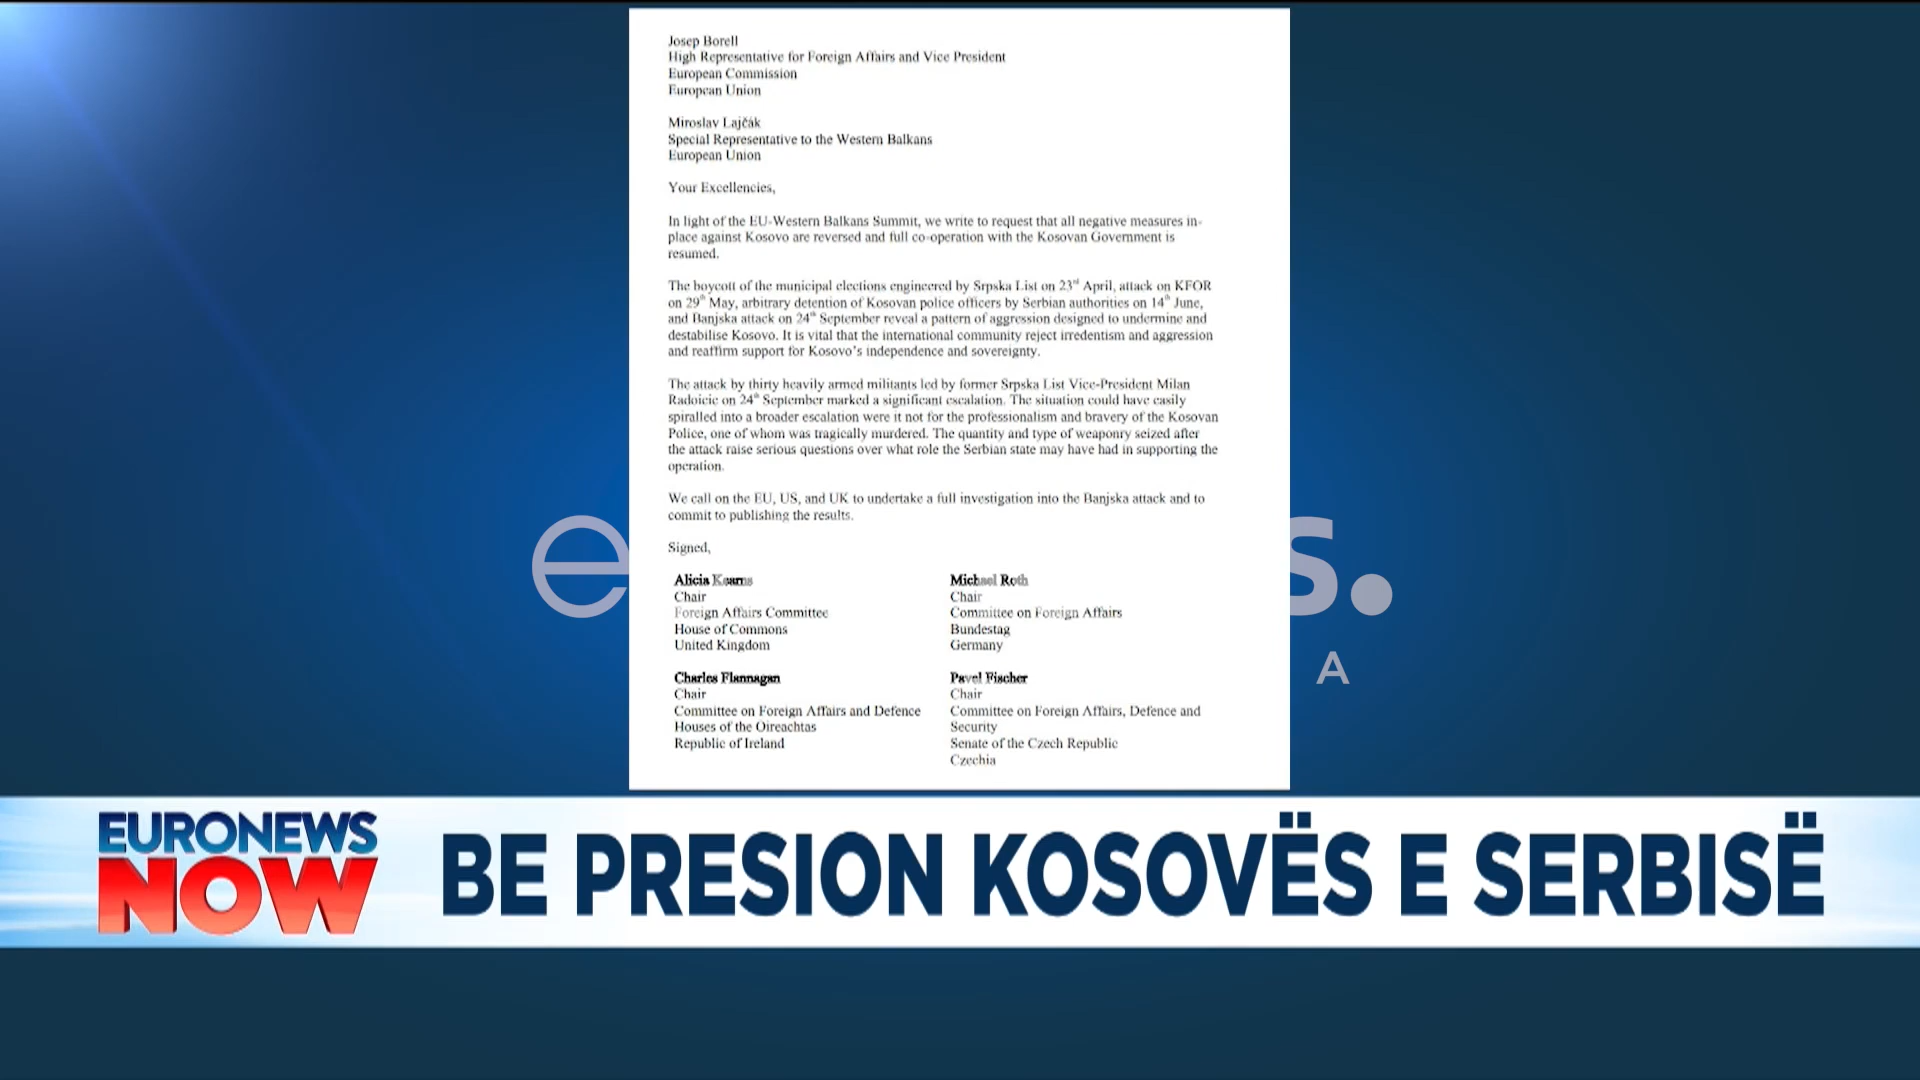 Josep Borell
High Representative for Foreign Affairs and Vice President
European Commission
European Union
Miroslav Lajčák
Special Representative to the Western Balkans
European Union
Your Excellencies,
In light of the EU-Western Balkans Summit, we write to request that all negative measures in-
place against Kosovo are reversed and full co-operation with the Kosovan Government is
resumed.
The boycott of the municipal elections engineered by Srpska List on 23rd April, attack on KFOR
on 29th May, arbitrary detention of Kosovan police officers by Serbian authorities on 14th June,
and Banjska attack on 24th September reveal a pattern of aggression designed to undermine and
destabilise Kosovo. It is vital that the international community reject irredentism and aggression
and reaffirm support for Kosovo's independence and sovereignty.
The attack by thirty heavily armed militants led by former Srpska List Vice-President Milan
Radoicic on 24th September marked a significant escalation. The situation could have easily
spiralled into a broader escalation were it not for the professionalism and bravery of the Kosovan
Police, one of whom was tragically murdered. The quantity and type of weaponry seized after
the attack raise serious questions over what role the Serbian state may have had in supporting the
operation.
We call on the EU, US, and UK to undertake a full investigation into the Banjska attack and to
commit to publishing the results.
Signed,
Alicia Kearns
Chair
Foreign Affairs Committee
House of Commons
United Kingdom
Michael Roth
Chair
Committee on Foreign Affairs
Bundestag
Germany
Charles Flannagan
Chair
Committee on Foreign Affairs and Defence
Houses of the Oireachtas
Republic of Ireland
Pavel Fischer
Chair
Committee on Foreign Affairs, Defence and
Security
Senate of the Czech Republic
Czechia
e s.
A
EURONEWS
NOW
BE PRESION KOSOVËS E SERBISË